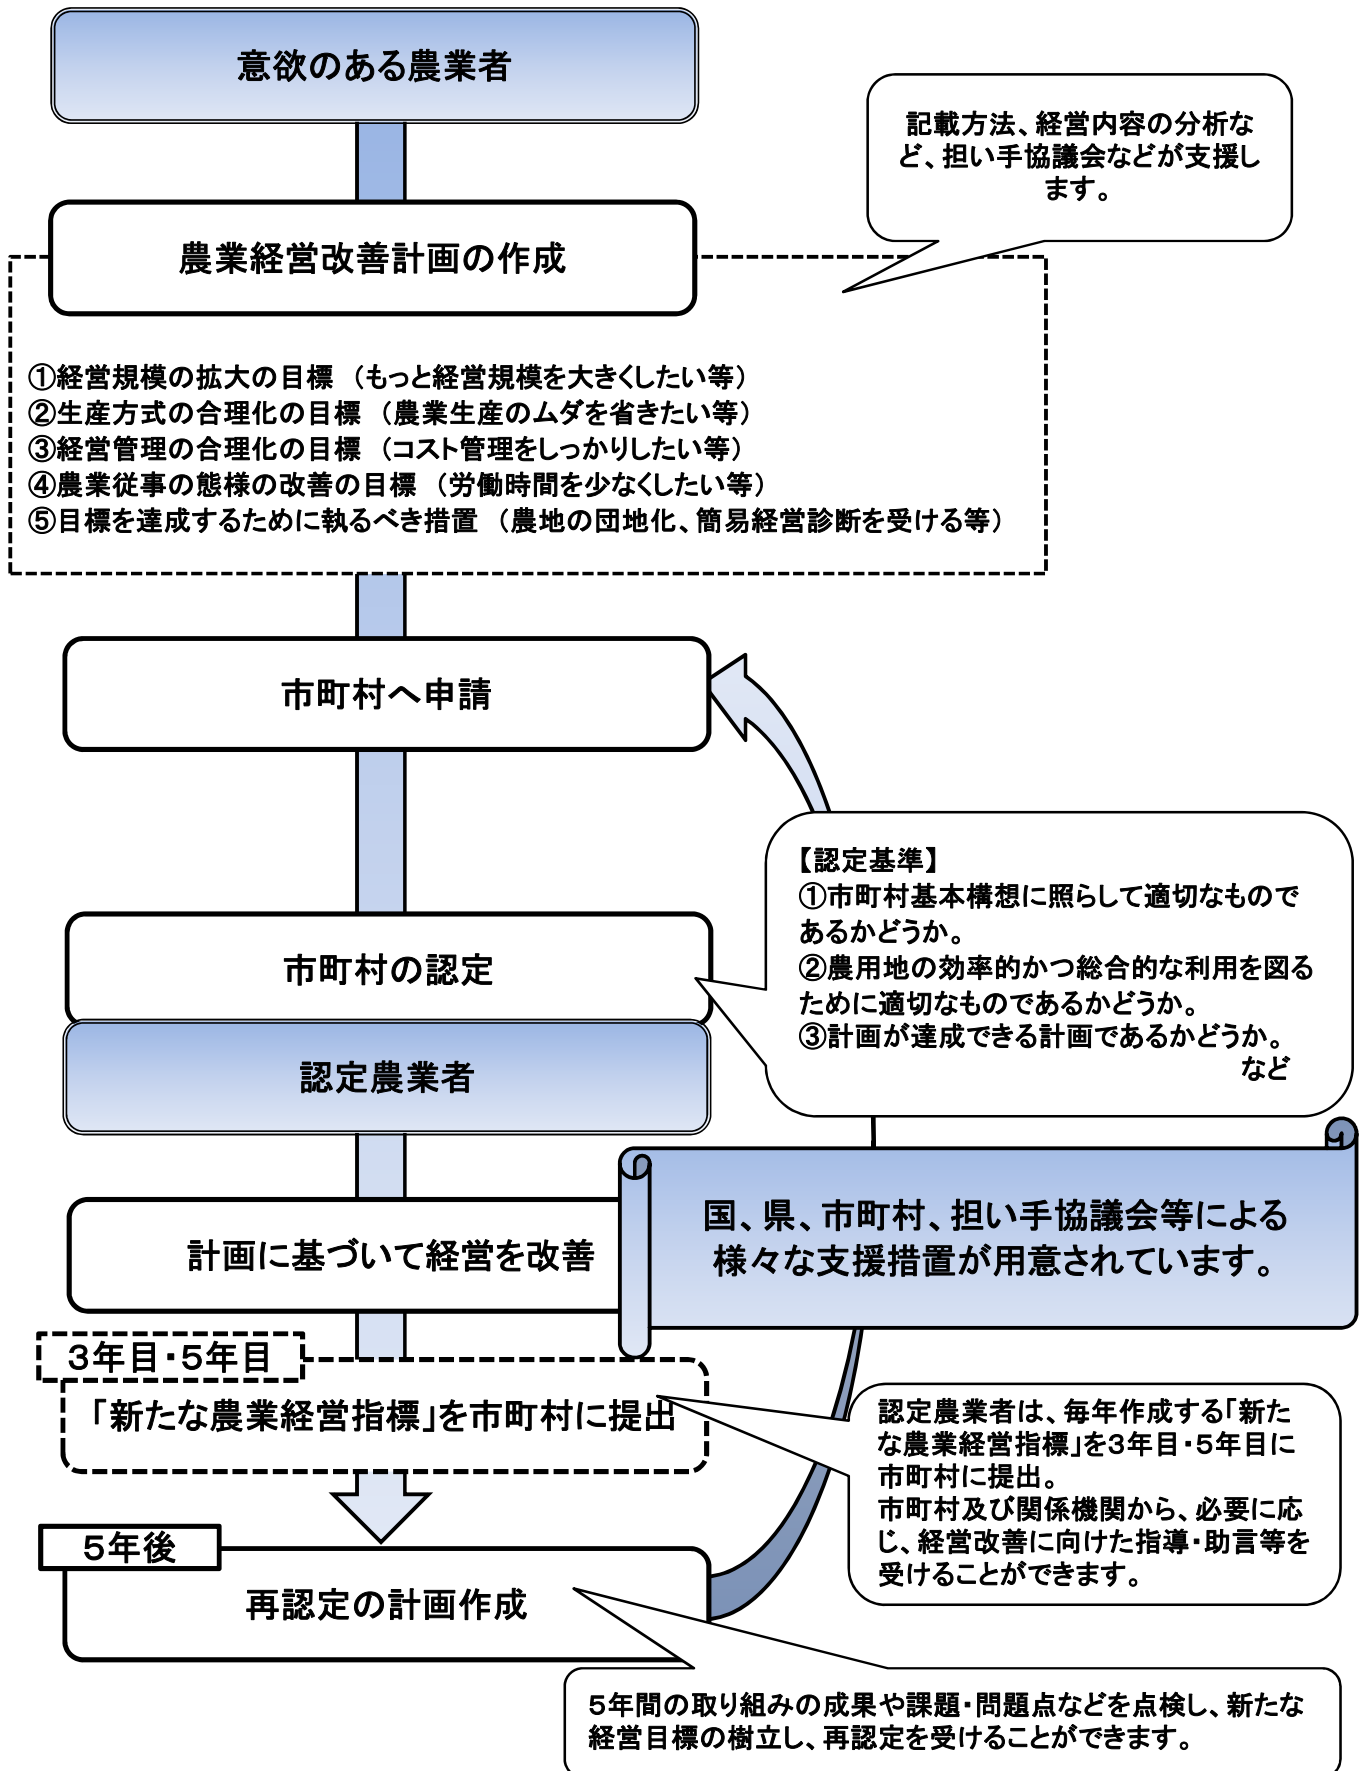 意欲のある農業者
記載方法、経営内容の分析な
ど、担い手協議会などが支援し
ます。
農業経営改善計画の作成
①経営規模の拡大の目標 （もっと経営規模を大きくしたい等）
②生産方式の合理化の目標 （農業生産のムダを省きたい等）
③経営管理の合理化の目標 （コスト管理をしっかりしたい等）
④農業従事の態様の改善の目標 （労働時間を少なくしたい等）
⑤目標を達成するために執るべき措置 （農地の団地化、簡易経営診断を受ける等）
市町村へ申請
市町村の認定
【認定基準】
①市町村基本構想に照らして適切なもので
あるかどうか。
②農用地の効率的かつ総合的な利用を図る
ために適切なものであるかどうか。
③計画が達成できる計画であるかどうか。
など
認定農業者
計画に基づいて経営を改善
国、県、市町村、担い手協議会等による
様々な支援措置が用意されています。
３年目・５年目
「新たな農業経営指標」を市町村に提出
認定農業者は、毎年作成する「新た
な農業経営指標」を３年目・５年目に
市町村に提出。
市町村及び関係機関から、必要に応
じ、経営改善に向けた指導・助言等を
受けることができます。
５年後
再認定の計画作成
５年間の取り組みの成果や課題・問題点などを点検し、新たな
経営目標の樹立し、再認定を受けることができます。